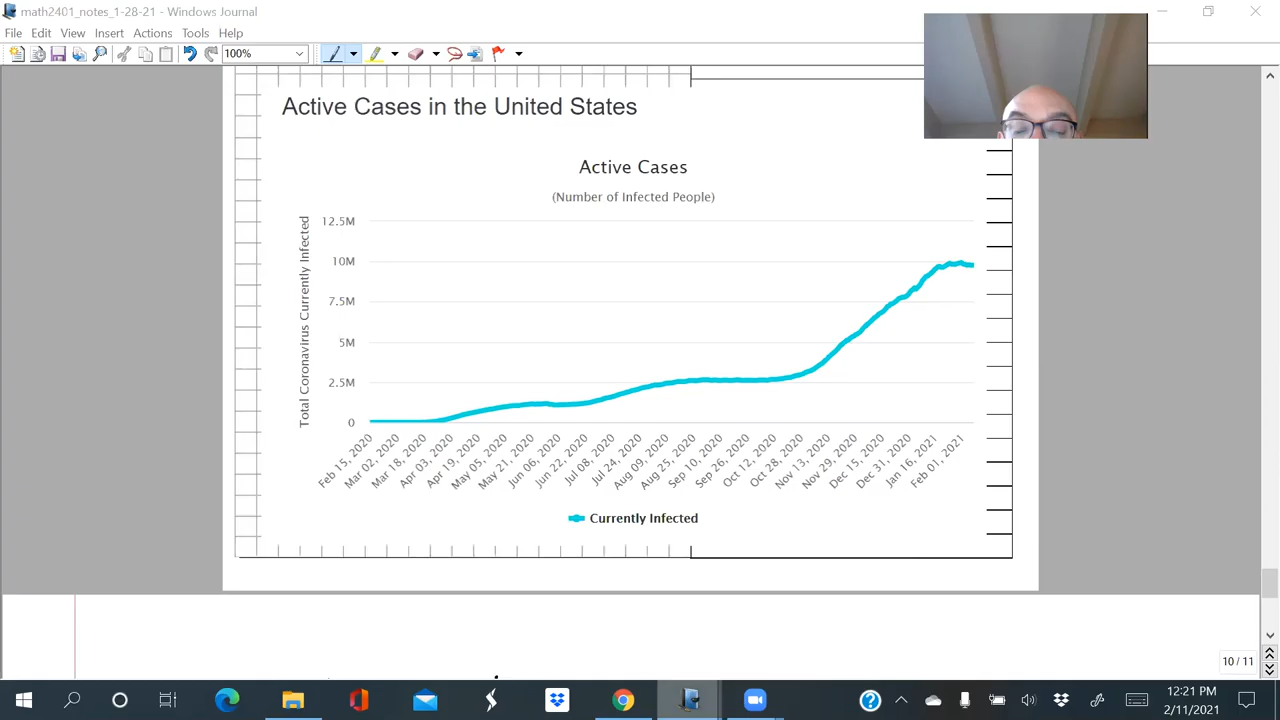 math2401_notes_1-28-21 - Windows Journal
File Edit View Insert Actions Tools Help
100%
Active Cases in the United States
Active Cases
(Number of Infected People)
Total Coronavirus Currently Infected
12.5M
10M
7.5M
5M
2.5M
0
Feb 15, 2020
Mar 02, 2020
Mar 18, 2020
Apr 03, 2020
Apr 19, 2020
May 05, 2020
May 21, 2020
Jun 06, 2020
Jun 22, 2020
Jul 08, 2020
Jul 24, 2020
Aug 09, 2020
Aug 25, 2020
Sep 10, 2020
Sep 26, 2020
Oct 12, 2020
Oct 28, 2020
Nov 13, 2020
Nov 29, 2020
Dec 15, 2020
Dec 31, 2020
Jan 16, 2021
Feb 01, 2021
Currently Infected
10 / 11
12:21 PM
2/11/2021